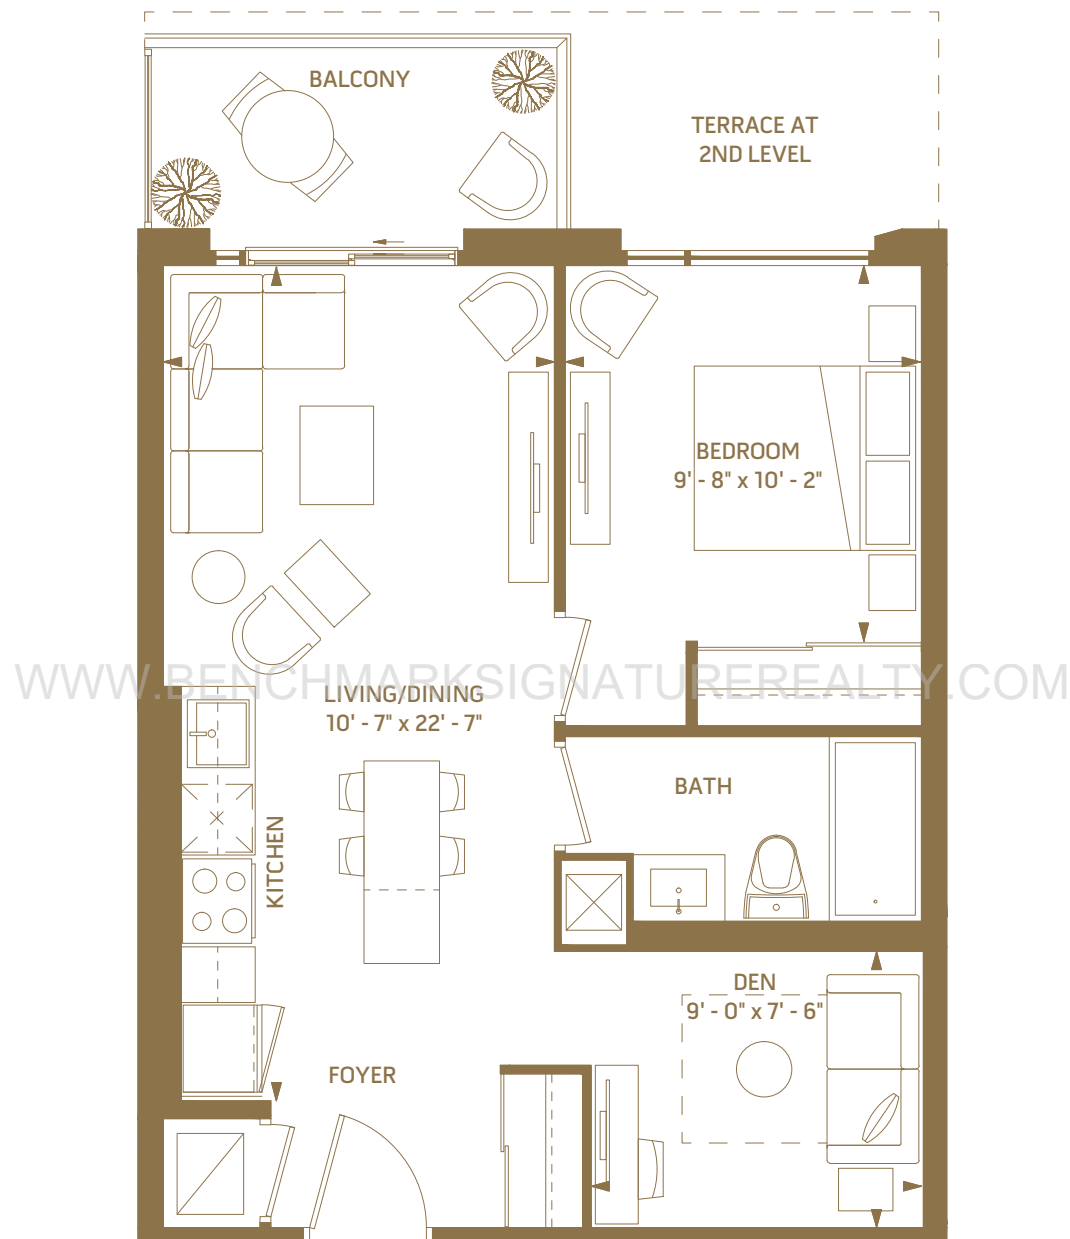 BALCONY
TERRACE AT
2ND LEVEL
BEDROOM
9' - 8" x 10' - 2"
WWW.BENCHMARKSIGNATUREREALTY.COM
LIVING/DINING
10' - 7" x 22' - 7"
BATH
KITCHEN
DEN
9' - 0" x 7' - 6"
FOYER